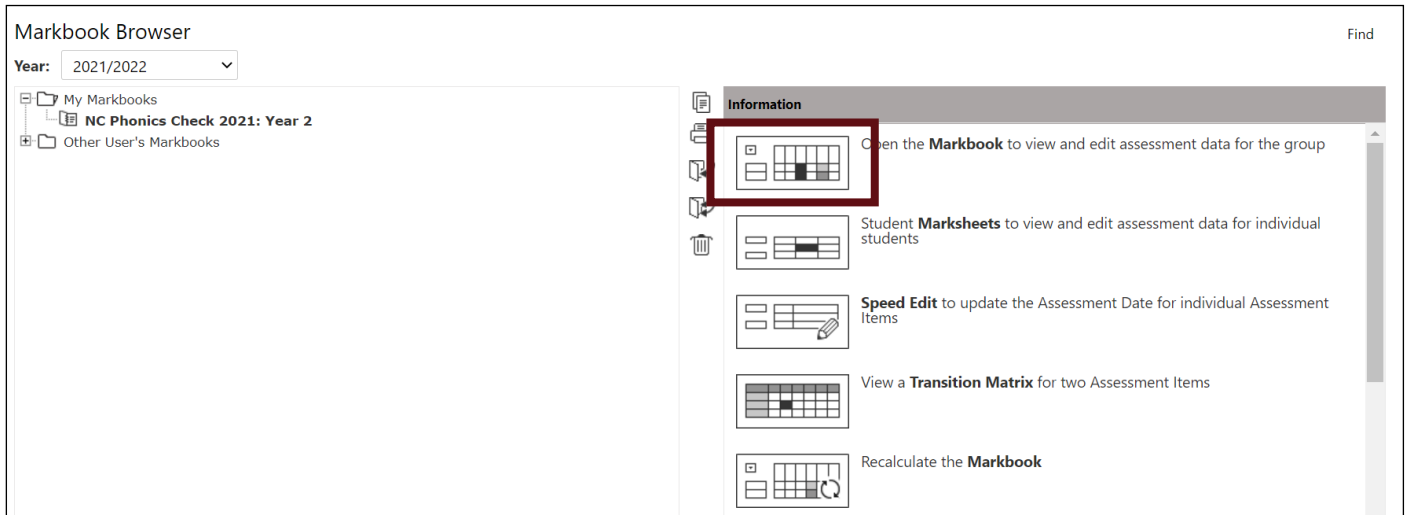 Markbook Browser
Find
Year: 2021/2022
My Markbooks
NC Phonics Check 2021: Year 2
Other User's Markbooks
Information
Open the Markbook to view and edit assessment data for the group
Student Marksheets to view and edit assessment data for individual
students
Speed Edit to update the Assessment Date for individual Assessment
Items
View a Transition Matrix for two Assessment Items
Recalculate the Markbook